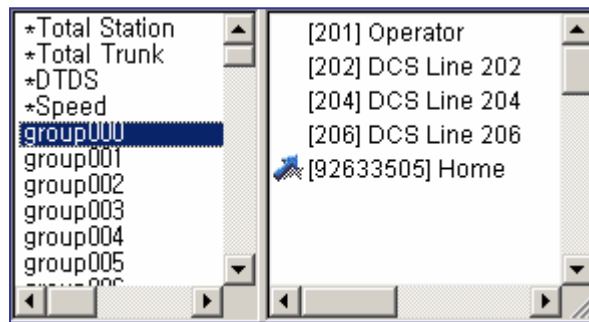 *Total Station
*Total Trunk
*DTDS
*Speed
group000
group001
group002
group003
group004
group005
[201] Operator
[202] DCS Line 202
[204] DCS Line 204
[206] DCS Line 206
[92633505] Home